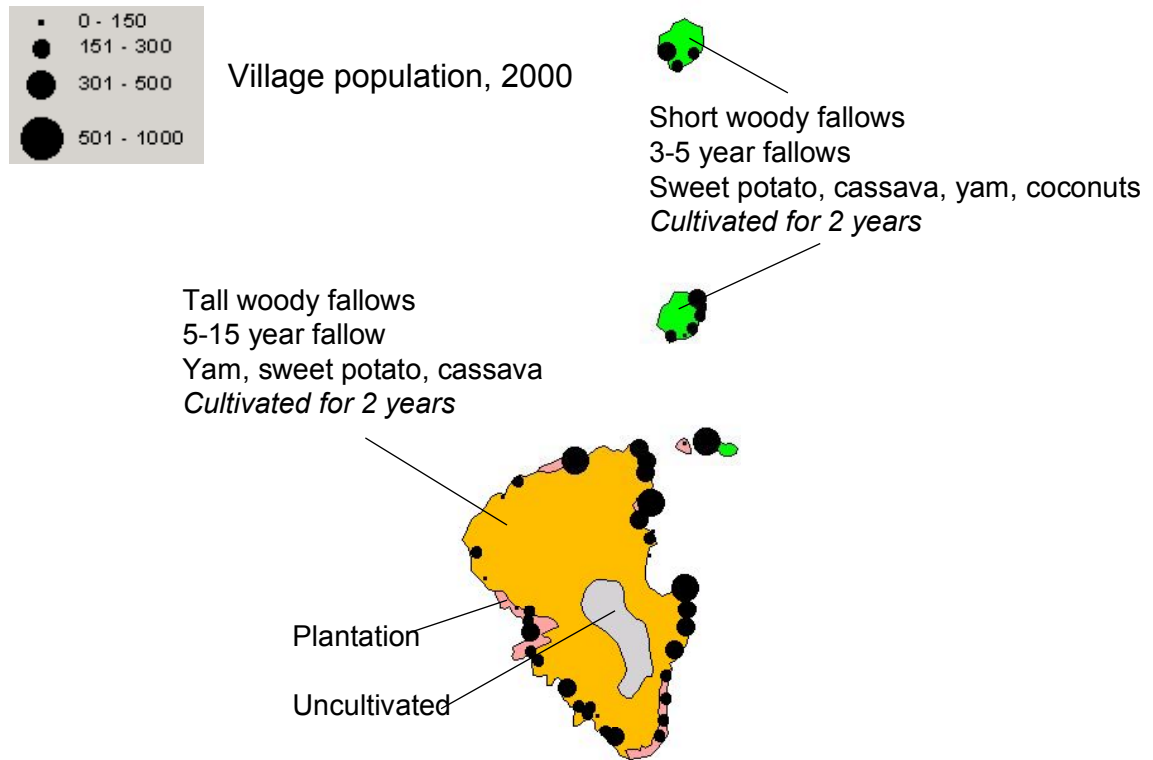 0 - 150
151 - 300
301 - 500
501 - 1000
Village population, 2000
Short woody fallows
3-5 year fallows
Sweet potato, cassava, yam, coconuts
Cultivated for 2 years
Tall woody fallows
5-15 year fallow
Yam, sweet potato, cassava
Cultivated for 2 years
Plantation
Uncultivated